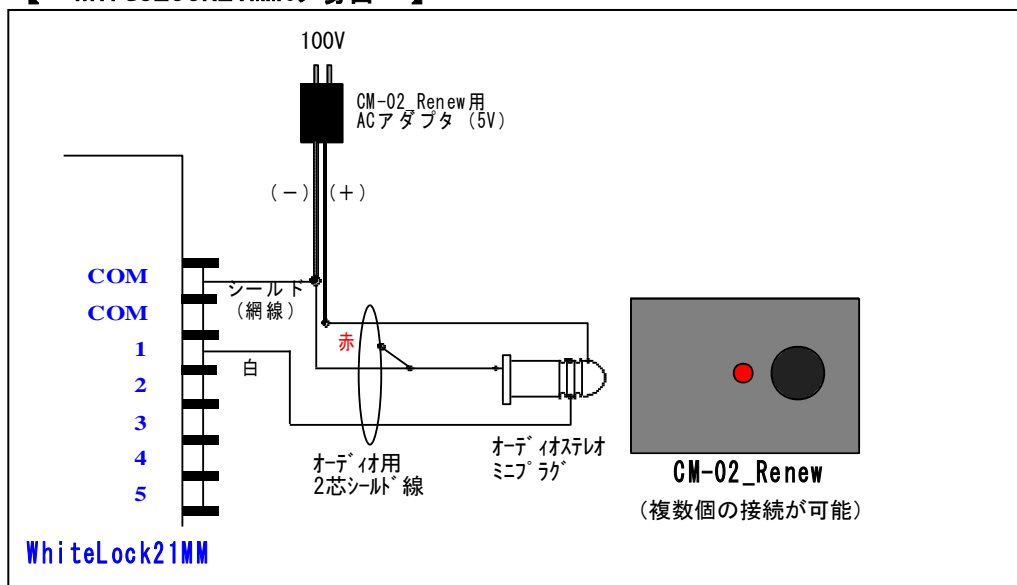 100V
CM-02_Renew用
ACアダプタ（5V）
（－）
（＋）
COM
シールド
（網線）
COM
赤
1
白
2
3
4
5
オーディオ用
2芯シールド線
オーディオステレオ
ミニプラグ
CM-02_Renew
（複数個の接続が可能）
WhiteLock21MM